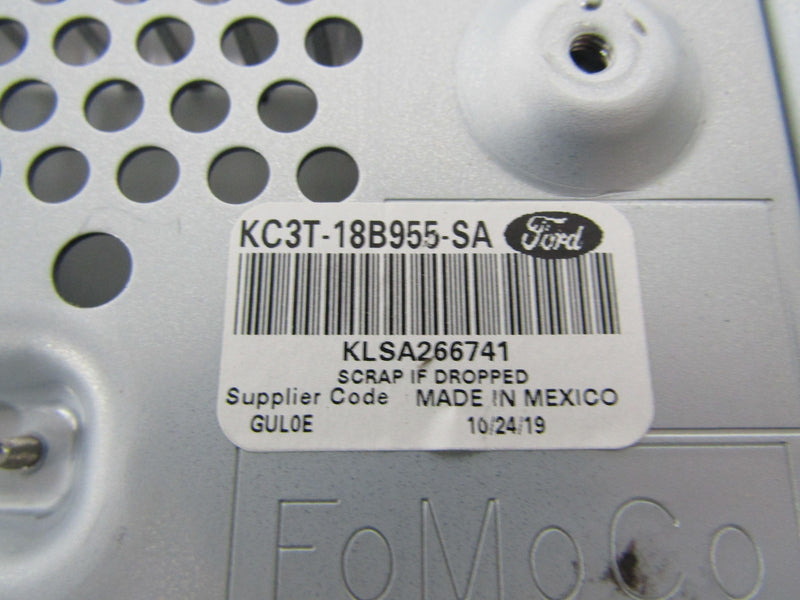 KC3T-18B955-SA Ford
KLSA266741
SCRAP IF DROPPED
Supplier Code MADE IN MEXICO
GUL0E 10/24/19
FoMoCo